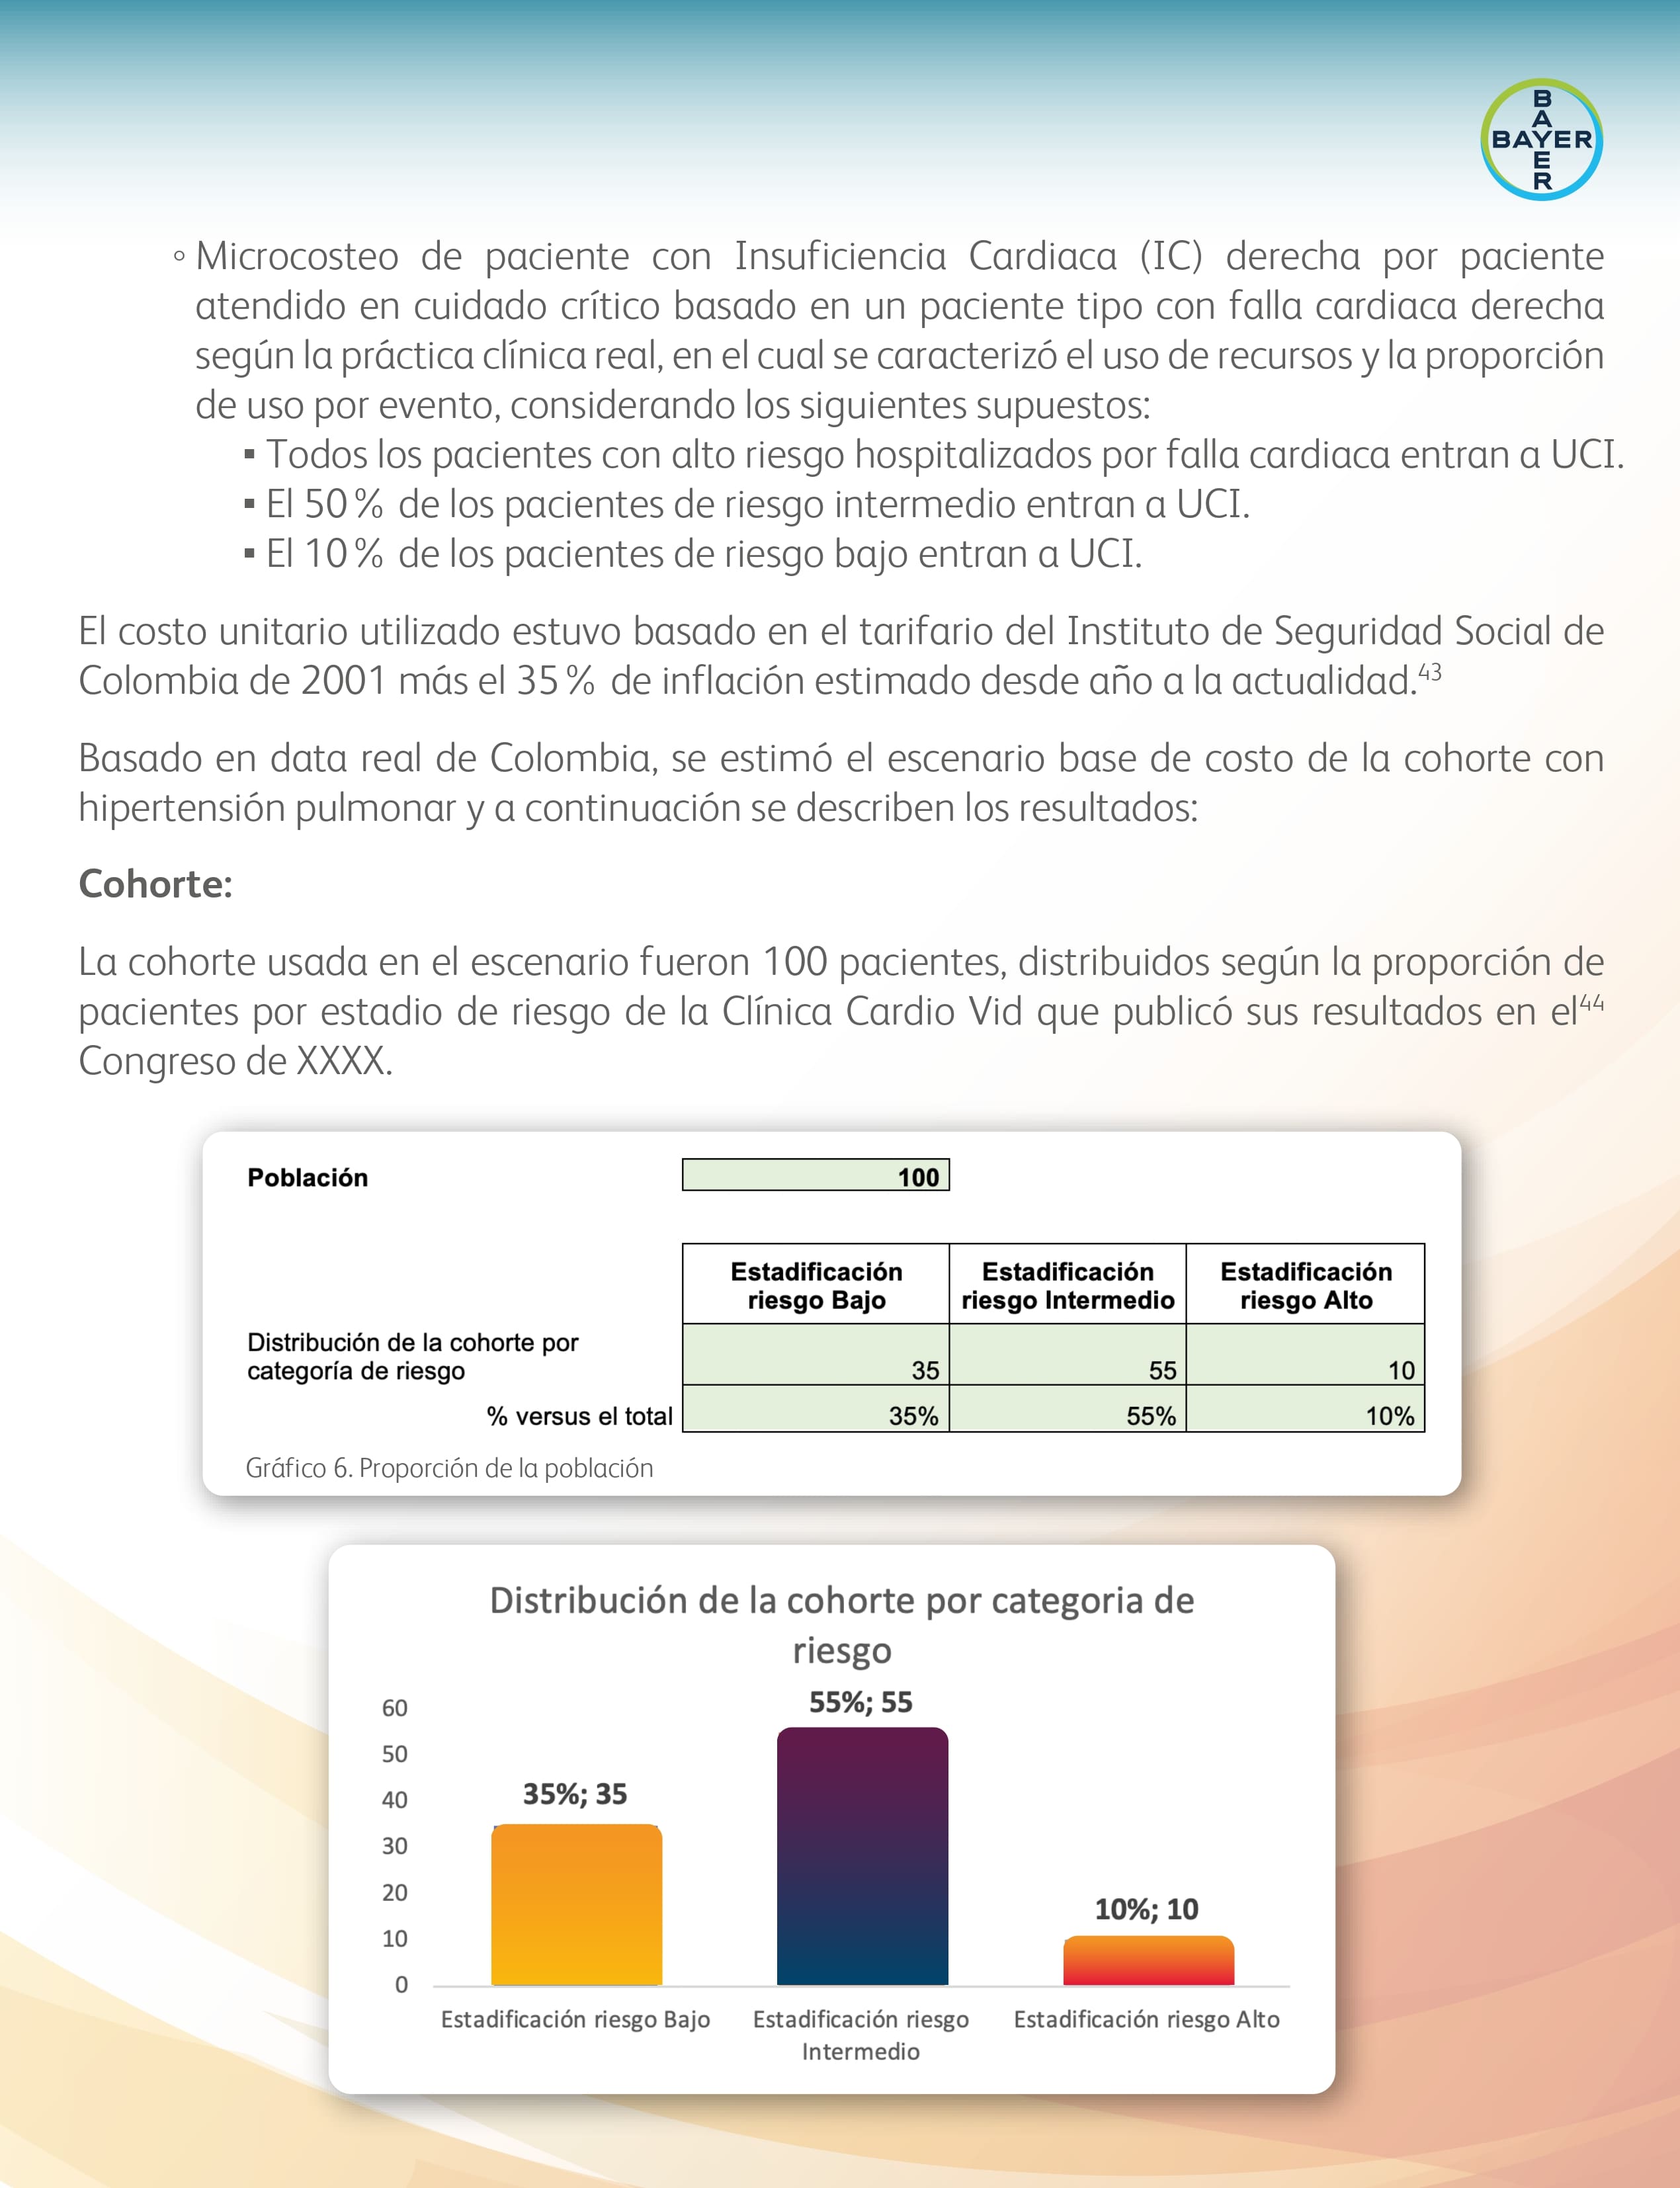 BAYER
BAYER
◦ Microcosteo de paciente con Insuficiencia Cardiaca (IC) derecha por paciente
atendido en cuidado crítico basado en un paciente tipo con falla cardiaca derecha
según la práctica clínica real, en el cual se caracterizó el uso de recursos y la proporción
de uso por evento, considerando los siguientes supuestos:
▪ Todos los pacientes con alto riesgo hospitalizados por falla cardiaca entran a UCI.
▪ El 50 % de los pacientes de riesgo intermedio entran a UCI.
▪ El 10 % de los pacientes de riesgo bajo entran a UCI.
El costo unitario utilizado estuvo basado en el tarifario del Instituto de Seguridad Social de
Colombia de 2001 más el 35 % de inflación estimado desde año a la actualidad.43
Basado en data real de Colombia, se estimó el escenario base de costo de la cohorte con
hipertensión pulmonar y a continuación se describen los resultados:
Cohorte:
La cohorte usada en el escenario fueron 100 pacientes, distribuidos según la proporción de
pacientes por estadio de riesgo de la Clínica Cardio Vid que publicó sus resultados en el44
Congreso de XXXX.
Población 100
Estadificación riesgo Bajo Estadificación riesgo Intermedio Estadificación riesgo Alto
Distribución de la cohorte por
categoría de riesgo 35 55 10
% versus el total 35% 55% 10%
Gráfico 6. Proporción de la población
Distribución de la cohorte por categoria de
riesgo
55%; 55
35%; 35
10%; 10
60
50
40
30
20
10
0
Estadificación riesgo Bajo
Estadificación riesgo
Intermedio
Estadificación riesgo Alto